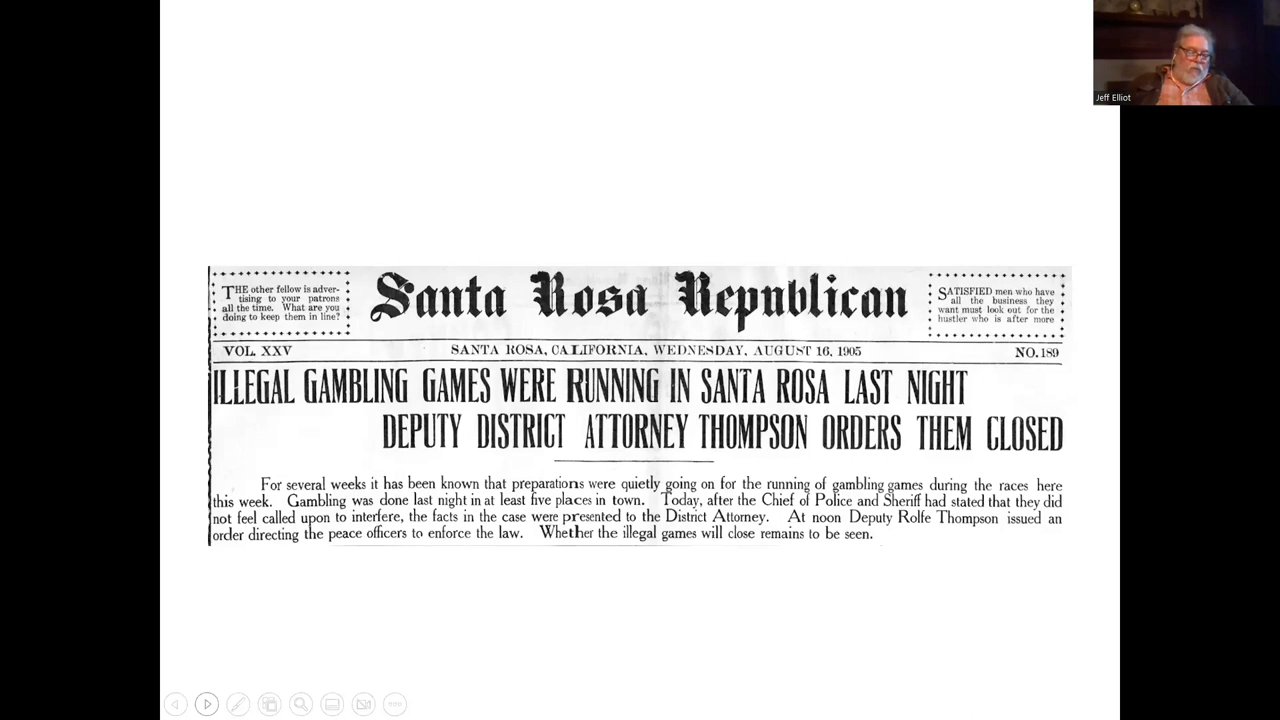 Jeff Elliot
THE other fellow is adver-
tising to your patrons
all the time. What are you
doing to keep them in line?
Santa Rosa Republican
SATISFIED men who have
all the business they
want must look out for the
hustler who is after more
VOL. XXV
SANTA ROSA, CALIFORNIA, WEDNESDAY, AUGUST 16, 1905
NO. 189
ILLEGAL GAMBLING GAMES WERE RUNNING IN SANTA ROSA LAST NIGHT
DEPUTY DISTRICT ATTORNEY THOMPSON ORDERS THEM CLOSED
For several weeks it has been known that preparations were quietly going on for the running of gambling games during the races here
this week. Gambling was done last night in at least five places in town. Today, after the Chief of Police and Sheriff had stated that they did
not feel called upon to interfere, the facts in the case were presented to the District Attorney. At noon Deputy Rolfe Thompson issued an
order directing the peace officers to enforce the law. Whether the illegal games will close remains to be seen.